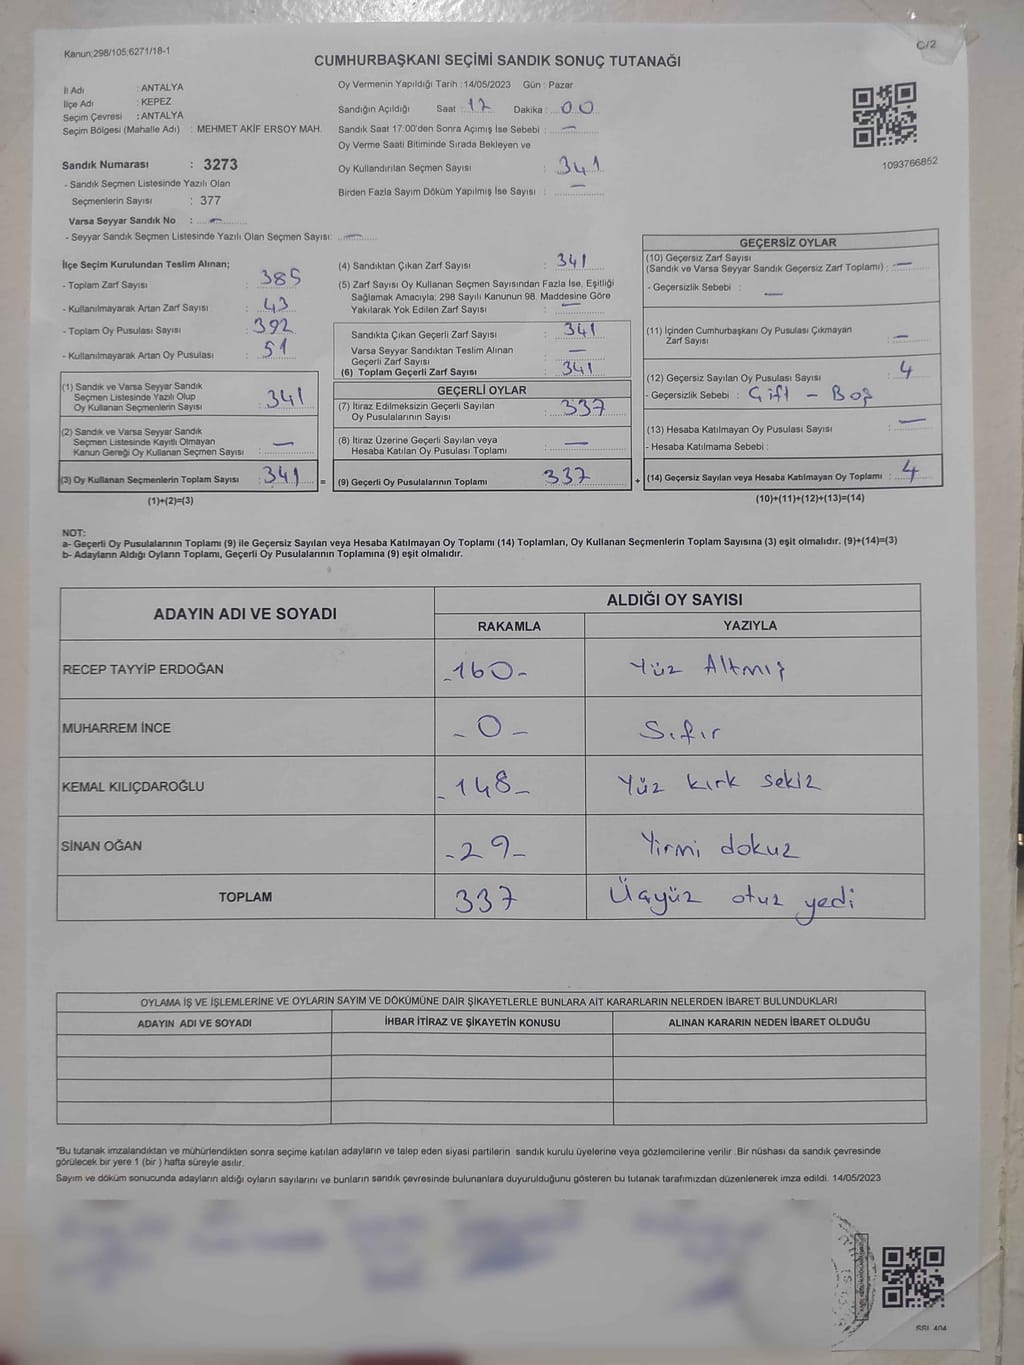 Kanun;298/105;6271/18-1
C/2
CUMHURBAŞKANI SEÇİMİ SANDIK SONUÇ TUTANAĞI
İl Adı : ANTALYA
İlçe Adı : KEPEZ
Seçim Çevresi : ANTALYA
Seçim Bölgesi (Mahalle Adı) : MEHMET AKİF ERSOY MAH.
Sandık Numarası : 3273
- Sandık Seçmen Listesinde Yazılı Olan
Seçmenlerin Sayısı : 377
Varsa Seyyar Sandık No : —
- Seyyar Sandık Seçmen Listesinde Yazılı Olan Seçmen Sayısı: —
Oy Vermenin Yapıldığı Tarih :14/05/2023 Gün : Pazar
Sandığın Açıldığı Saat : 17 Dakika : 00
Sandık Saat 17:00'den Sonra Açımış İse Sebebi : —
Oy Verme Saati Bitiminde Sırada Bekleyen ve
Oy Kullandırılan Seçmen Sayısı : 341
Birden Fazla Sayım Döküm Yapılmış İse Sayısı : —
1093766852
İlçe Seçim Kurulundan Teslim Alınan;
- Toplam Zarf Sayısı : 385
- Kullanılmayarak Artan Zarf Sayısı : 43
- Toplam Oy Pusulası Sayısı : 392
- Kullanılmayarak Artan Oy Pusulası : 51
(1) Sandık ve Varsa Seyyar Sandık
Seçmen Listesinde Yazılı Olup
Oy Kullanan Seçmenlerin Sayısı : 341
(2) Sandık ve Varsa Seyyar Sandık
Seçmen Listesinde Kayıtlı Olmayan
Kanun Gereği Oy Kullanan Seçmen Sayısı : —
(3) Oy Kullanan Seçmenlerin Toplam Sayısı : 341
(1)+(2)=(3)
(4) Sandıktan Çıkan Zarf Sayısı : 341
(5) Zarf Sayısı Oy Kullanan Seçmen Sayısından Fazla İse, Eşitliği
Sağlamak Amacıyla; 298 Sayılı Kanunun 98. Maddesine Göre
Yakılarak Yok Edilen Zarf Sayısı : —
Sandıkta Çıkan Geçerli Zarf Sayısı : 341
Varsa Seyyar Sandıktan Teslim Alınan
Geçerli Zarf Sayısı : —
(6) Toplam Geçerli Zarf Sayısı : 341
GEÇERLİ OYLAR
(7) İtiraz Edilmeksizin Geçerli Sayılan
Oy Pusulalarının Sayısı : 337
(8) İtiraz Üzerine Geçerli Sayılan veya
Hesaba Katılan Oy Pusulası Toplamı : —
= (9) Geçerli Oy Pusulalarının Toplamı : 337
GEÇERSİZ OYLAR
(10) Geçersiz Zarf Sayısı
(Sandık ve Varsa Seyyar Sandık Geçersiz Zarf Toplamı) : —
- Geçersizlik Sebebi : —
(11) İçinden Cumhurbaşkanı Oy Pusulası Çıkmayan
Zarf Sayısı : —
(12) Geçersiz Sayılan Oy Pusulası Sayısı : 4
- Geçersizlik Sebebi : Çift - Boş
(13) Hesaba Katılmayan Oy Pusulası Sayısı : —
- Hesaba Katılmama Sebebi :
+ (14) Geçersiz Sayılan veya Hesaba Katılmayan Oy Toplamı : 4
(10)+(11)+(12)+(13)=(14)
NOT:
a- Geçerli Oy Pusulalarının Toplamı (9) ile Geçersiz Sayılan veya Hesaba Katılmayan Oy Toplamı (14) Toplamları, Oy Kullanan Seçmenlerin Toplam Sayısına (3) eşit olmalıdır. (9)+(14)=(3)
b- Adayların Aldığı Oyların Toplamı, Geçerli Oy Pusulalarının Toplamına (9) eşit olmalıdır.
ADAYIN ADI VE SOYADI
ALDIĞI OY SAYISI
RAKAMLA YAZIYLA
RECEP TAYYİP ERDOĞAN -160- Yüz Altmış
MUHARREM İNCE - 0 - Sıfır
KEMAL KILIÇDAROĞLU -148- Yüz kırk sekiz
SİNAN OĞAN -29- Yirmi dokuz
TOPLAM 337 Üçyüz otuz yedi
OYLAMA İŞ VE İŞLEMLERİNE VE OYLARIN SAYIM VE DÖKÜMÜNE DAİR ŞİKAYETLERLE BUNLARA AİT KARARLARIN NELERDEN İBARET BULUNDUKLARI
ADAYIN ADI VE SOYADI İHBAR İTİRAZ VE ŞİKAYETİN KONUSU ALINAN KARARIN NEDEN İBARET OLDUĞU
*Bu tutanak imzalandıktan ve mühürlendikten sonra seçime katılan adayların ve talep eden siyasi partilerin sandık kurulu üyelerine veya gözlemcilerine verilir. Bir nüshası da sandık çevresinde
görülecek bir yere 1 (bir ) hafta süreyle asılır.
Sayım ve döküm sonucunda adayların aldığı oyların sayılarını ve bunların sandık çevresinde bulunanlara duyurulduğunu gösteren bu tutanak tarafımızdan düzenlenerek imza edildi. 14/05/2023